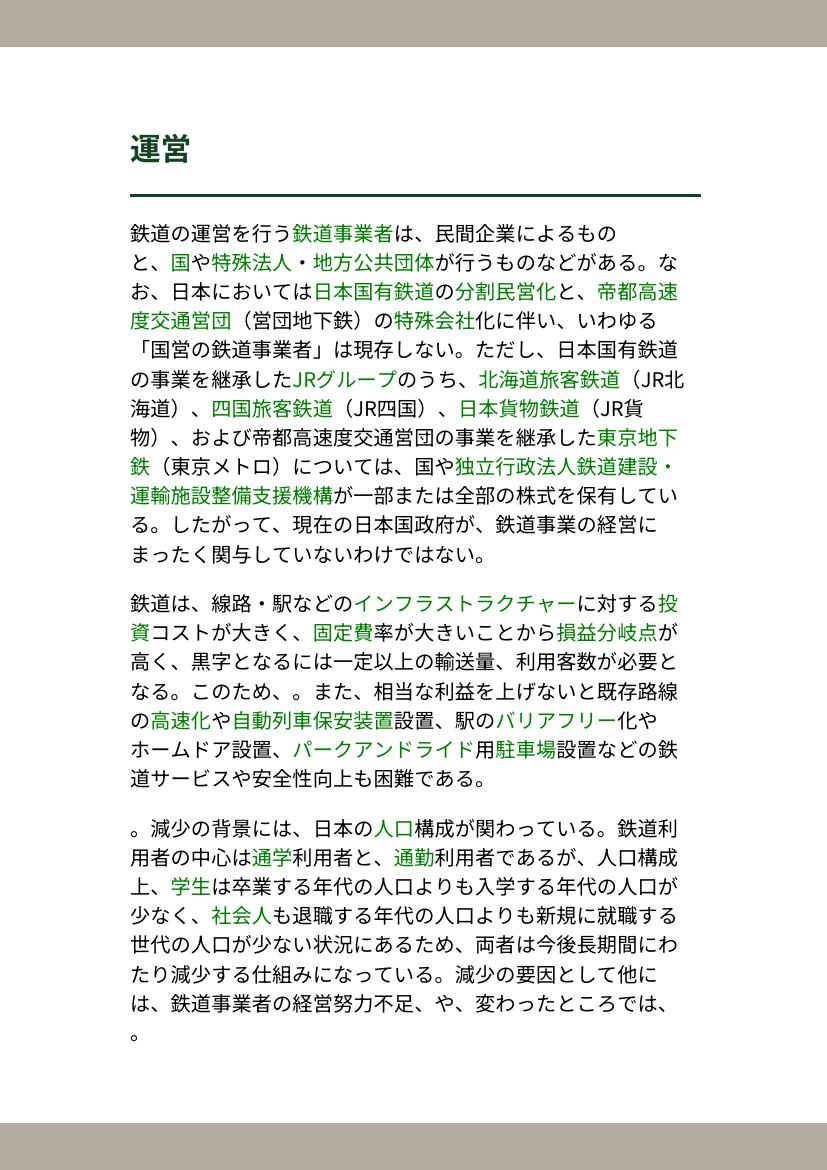 運営
鉄道の運営を行う鉄道事業者は、民間企業によるもの
と、国や特殊法人・地方公共団体が行うものなどがある。な
お、日本においては日本国有鉄道の分割民営化と、帝都高速
度交通営団（営団地下鉄）の特殊会社化に伴い、いわゆる
「国営の鉄道事業者」は現存しない。ただし、日本国有鉄道
の事業を継承したJRグループのうち、北海道旅客鉄道（JR北
海道）、四国旅客鉄道（JR四国）、日本貨物鉄道（JR貨
物）、および帝都高速度交通営団の事業を継承した東京地下
鉄（東京メトロ）については、国や独立行政法人鉄道建設・
運輸施設整備支援機構が一部または全部の株式を保有してい
る。したがって、現在の日本国政府が、鉄道事業の経営に
まったく関与していないわけではない。
鉄道は、線路・駅などのインフラストラクチャーに対する投
資コストが大きく、固定費率が大きいことから損益分岐点が
高く、黒字となるには一定以上の輸送量、利用客数が必要と
なる。このため、。また、相当な利益を上げないと既存路線
の高速化や自動列車保安装置設置、駅のバリアフリー化や
ホームドア設置、パークアンドライド用駐車場設置などの鉄
道サービスや安全性向上も困難である。
。減少の背景には、日本の人口構成が関わっている。鉄道利
用者の中心は通学利用者と、通勤利用者であるが、人口構成
上、学生は卒業する年代の人口よりも入学する年代の人口が
少なく、社会人も退職する年代の人口よりも新規に就職する
世代の人口が少ない状況にあるため、両者は今後長期間にわ
たり減少する仕組みになっている。減少の要因として他に
は、鉄道事業者の経営努力不足、や、変わったところでは、
。